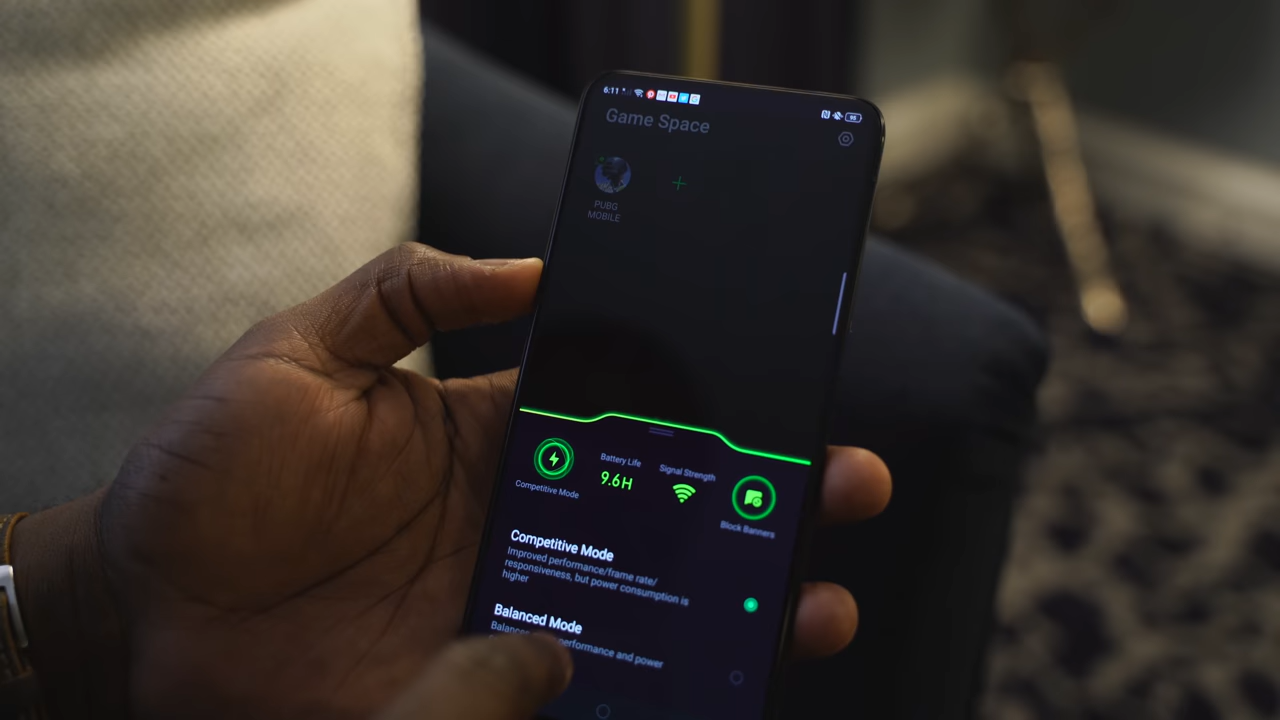 6:11
95
Game Space
PUBG
MOBILE
Battery Life
Signal Strength
9.6H
Competitive Mode
Block Banners
Competitive Mode
Improved performance/frame rate/
responsiveness, but power consumption is
higher
Balanced Mode
performance and power